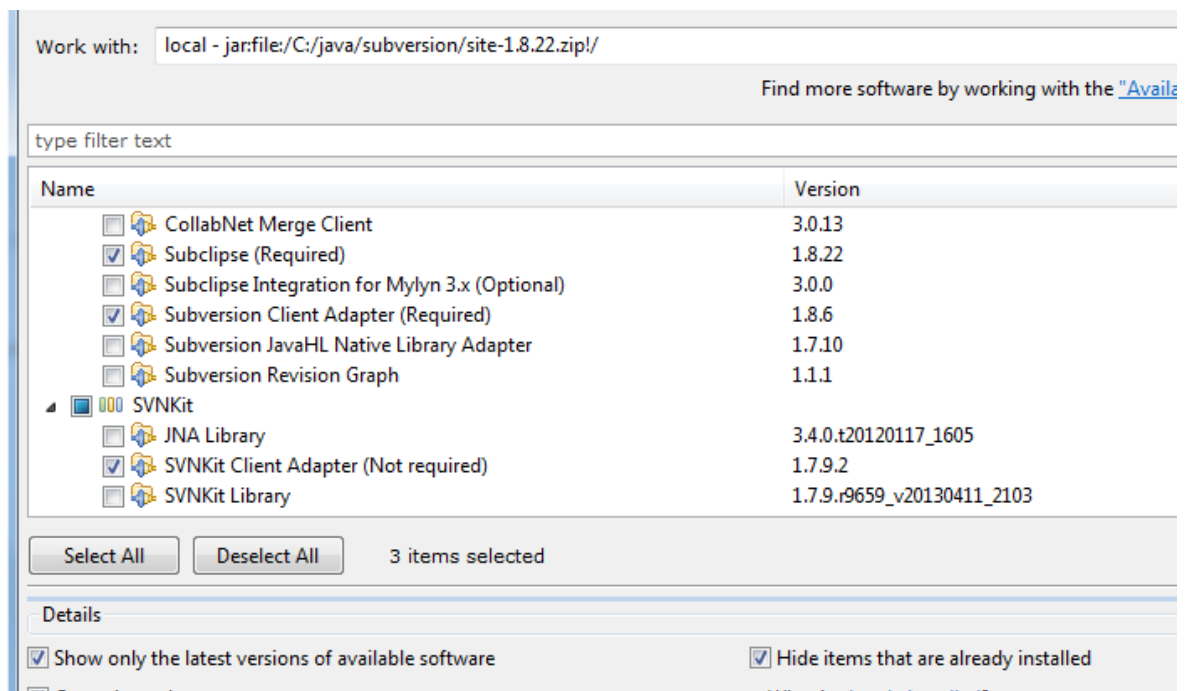 Work with: local - jar:file:/C:/java/subversion/site-1.8.22.zip!/
Find more software by working with the "Availa
type filter text
Name Version
CollabNet Merge Client 3.0.13
Subclipse (Required) 1.8.22
Subclipse Integration for Mylyn 3.x (Optional) 3.0.0
Subversion Client Adapter (Required) 1.8.6
Subversion JavaHL Native Library Adapter 1.7.10
Subversion Revision Graph 1.1.1
SVNKit
JNA Library 3.4.0.t20120117_1605
SVNKit Client Adapter (Not required) 1.7.9.2
SVNKit Library 1.7.9.r9659_v20130411_2103
Select All Deselect All 3 items selected
Details
Show only the latest versions of available software Hide items that are already installed